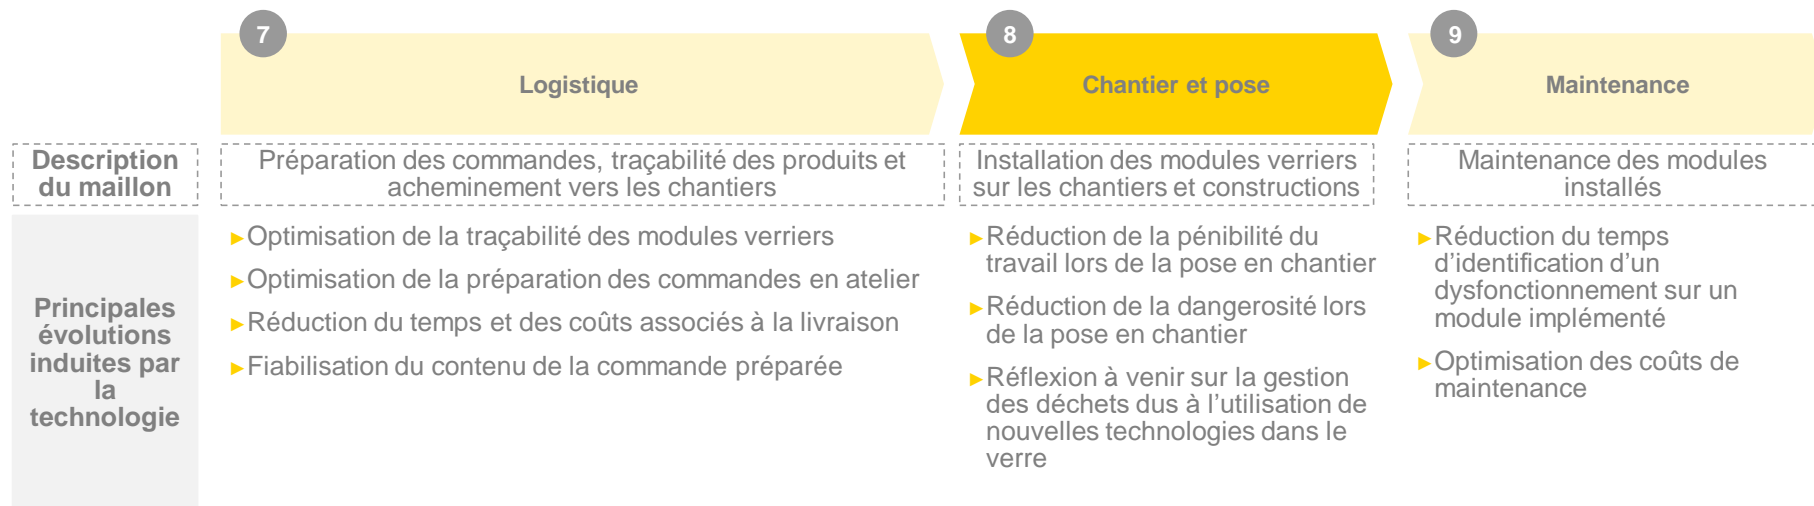 7
8
9
Logistique
Chantier et pose
Maintenance
Description
du maillon
Préparation des commandes, traçabilité des produits et
acheminement vers les chantiers
Installation des modules verriers
sur les chantiers et constructions
Maintenance des modules
installés
Principales
évolutions
induites par
la
technologie
►Optimisation de la traçabilité des modules verriers
►Optimisation de la préparation des commandes en atelier
►Réduction du temps et des coûts associés à la livraison
►Fiabilisation du contenu de la commande préparée
►Réduction de la pénibilité du
travail lors de la pose en chantier
►Réduction de la dangerosité lors
de la pose en chantier
►Réflexion à venir sur la gestion
des déchets dus à l’utilisation de
nouvelles technologies dans le
verre
►Réduction du temps
d’identification d’un
dysfonctionnement sur un
module implémenté
►Optimisation des coûts de
maintenance